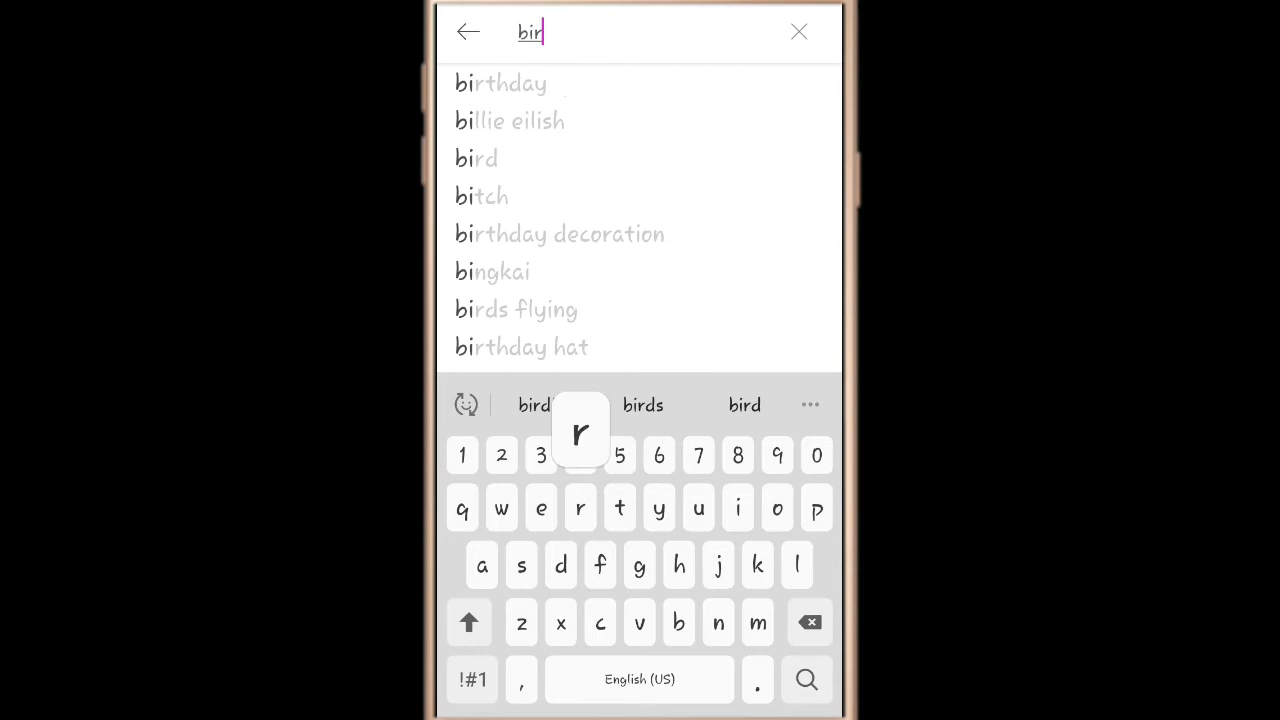 bir
birthday
billie eilish
bird
bitch
birthday decoration
bingkai
birds flying
birthday hat
bird birds bird
r
1 2 3 5 6 7 8 9 0
q w e r t y u i o p
a s d f g h j k l
z x c v b n m
!#1 , English (US) .